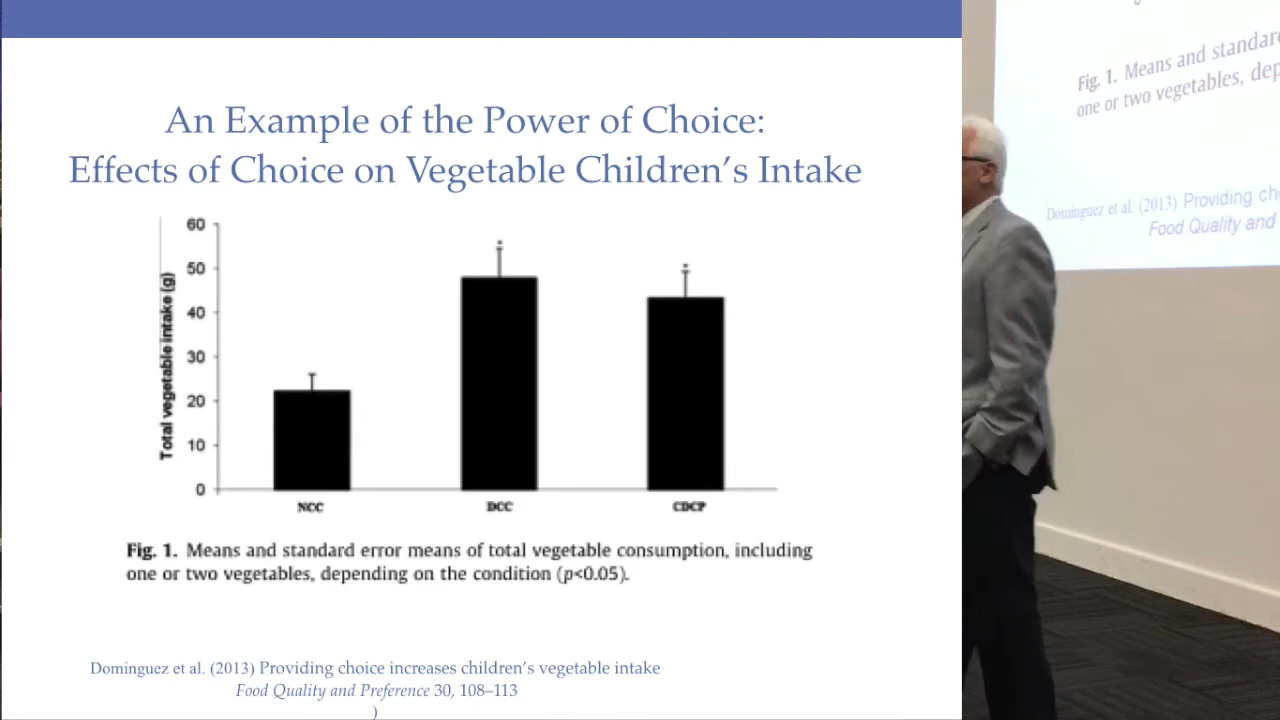 An Example of the Power of Choice:
Effects of Choice on Vegetable Children's Intake
Total vegetable intake (g)
60
50
40
30
20
10
0
*
*
NCC
DCC
CDCP
Fig. 1. Means and standard error means of total vegetable consumption, including
one or two vegetables, depending on the condition (p<0.05).
Dominguez et al. (2013) Providing choice increases children's vegetable intake
Food Quality and Preference 30, 108–113
)
Fig. 1. Means and standar
one or two vegetables, dep
Dominguez et al. (2013) Providing ch
Food Quality and